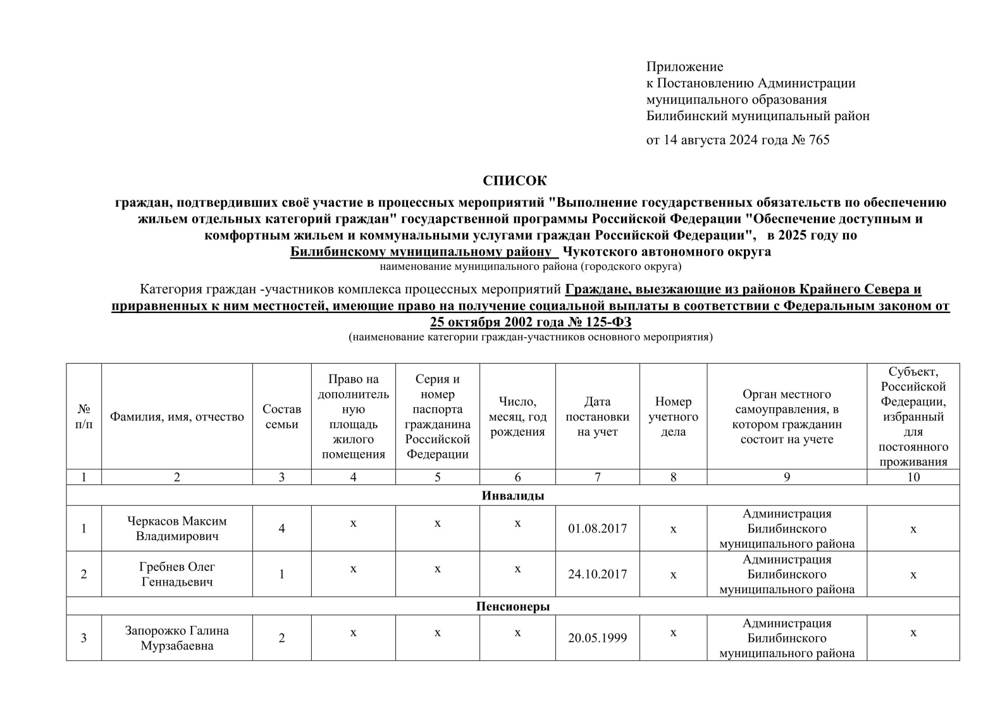 Приложение
к Постановлению Администрации
муниципального образования
Билибинский муниципальный район
от 14 августа 2024 года № 765
СПИСОК
граждан, подтвердивших своё участие в процессных мероприятий "Выполнение государственных обязательств по обеспечению
жильем отдельных категорий граждан" государственной программы Российской Федерации "Обеспечение доступным и
комфортным жильем и коммунальными услугами граждан Российской Федерации", в 2025 году по
Билибинскому муниципальному району Чукотского автономного округа
наименование муниципального района (городского округа)
Категория граждан -участников комплекса процессных мероприятий Граждане, выезжающие из районов Крайнего Севера и
приравненных к ним местностей, имеющие право на получение социальной выплаты в соответствии с Федеральным законом от
25 октября 2002 года № 125-ФЗ
(наименование категории граждан-участников основного мероприятия)
№
п/п
Фамилия, имя, отчество
Состав
семьи
Право на
дополнитель
ную
площадь
жилого
помещения
Серия и
номер
паспорта
гражданина
Российской
Федерации
Число,
месяц, год
рождения
Дата
постановки
на учет
Номер
учетного
дела
Орган местного
самоуправления, в
котором гражданин
состоит на учете
Субъект,
Российской
Федерации,
избранный
для
постоянного
проживания
1 2 3 4 5 6 7 8 9 10
Инвалиды
1
Черкасов Максим
Владимирович
4
х
х
х
01.08.2017
х
Администрация
Билибинского
муниципального района
х
2
Гребнев Олег
Геннадьевич
1
х
х
х
24.10.2017
х
Администрация
Билибинского
муниципального района
х
Пенсионеры
3
Запорожко Галина
Мурзабаевна
2
х
х
х
20.05.1999
х
Администрация
Билибинского
муниципального района
х